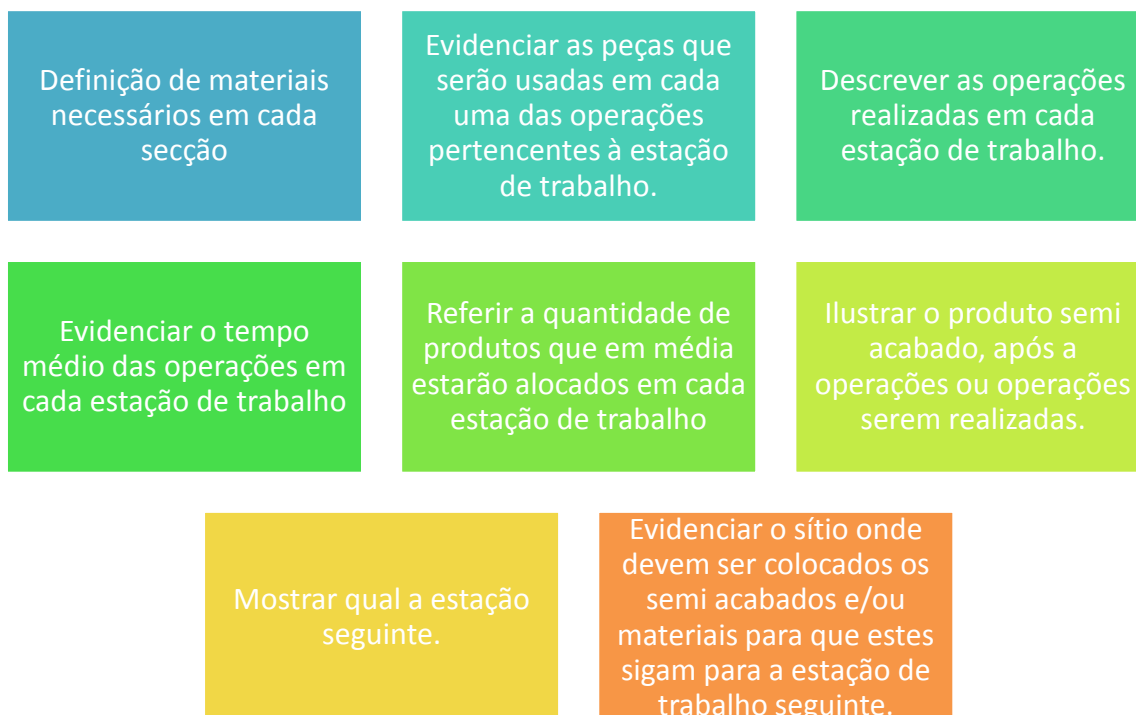 Definição de materiais
necessários em cada
secção
Evidenciar as peças que
serão usadas em cada
uma das operações
pertencentes à estação
de trabalho.
Descrever as operações
realizadas em cada
estação de trabalho.
Evidenciar o tempo
médio das operações em
cada estação de trabalho
Referir a quantidade de
produtos que em média
estarão alocados em cada
estação de trabalho
Ilustrar o produto semi
acabado, após a
operações ou operações
serem realizadas.
Mostrar qual a estação
seguinte.
Evidenciar o sítio onde
devem ser colocados os
semi acabados e/ou
materiais para que estes
sigam para a estação de
trabalho seguinte.